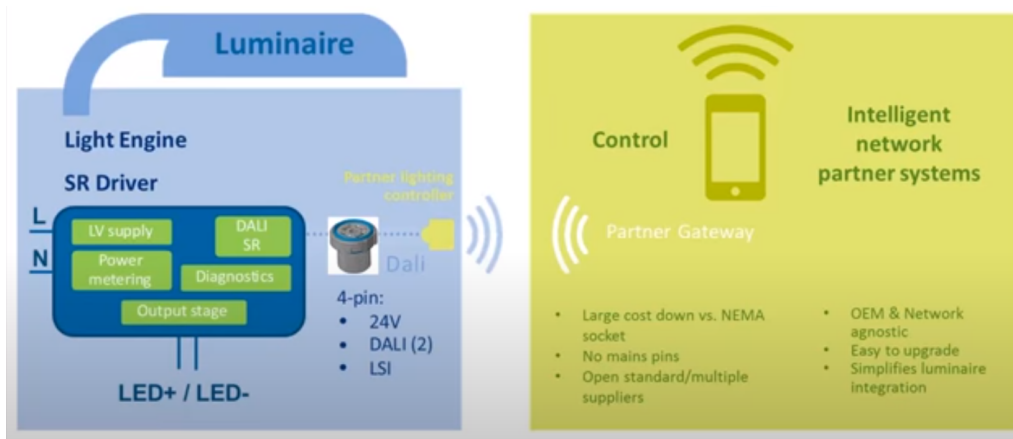 Luminaire
Light Engine
SR Driver
L
N
LV supply
DALI
SR
Power
metering
Diagnostics
Output stage
LED+ / LED-
Partner lighting
controller
Dali
4-pin:
• 24V
• DALI (2)
• LSI
Control
Intelligent
network
partner systems
Partner Gateway
• Large cost down vs. NEMA
socket
• No mains pins
• Open standard/multiple
suppliers
• OEM & Network
agnostic
• Easy to upgrade
• Simplifies luminaire
integration